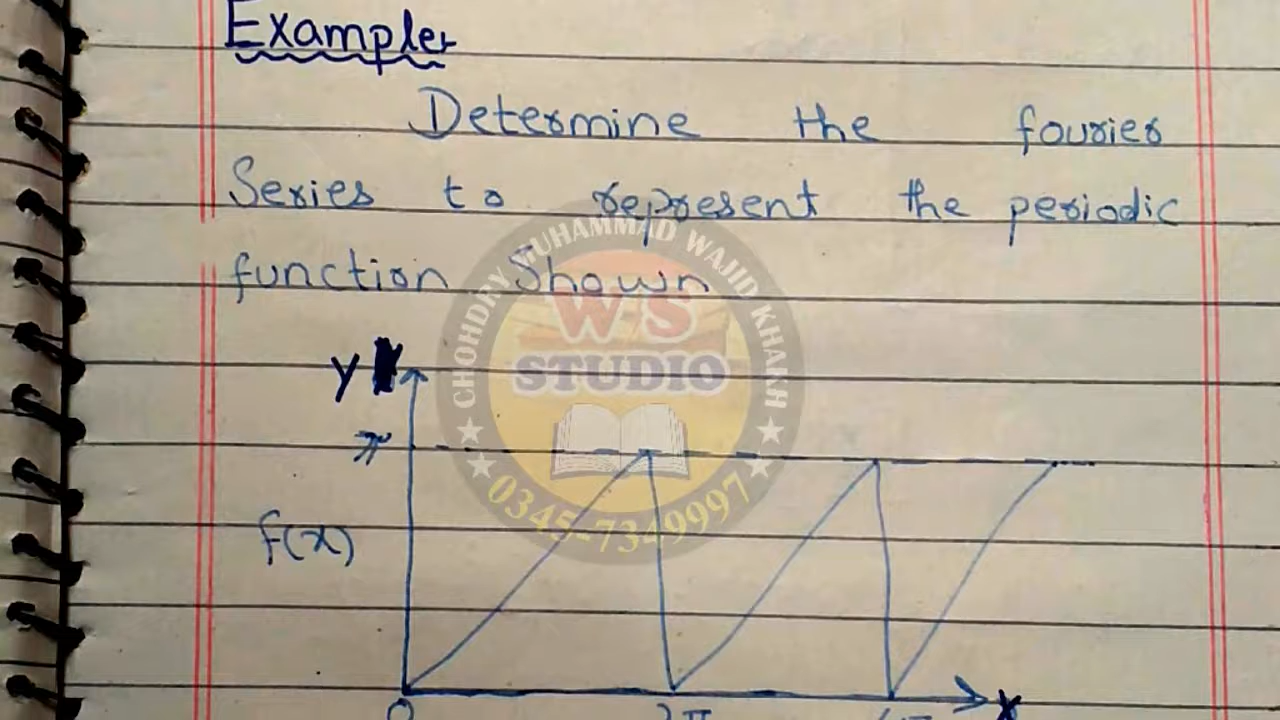 Example
Determine the fourier
Series to represent the periodic
function Shown
CHOHDRY MUHAMMAD WAJID KHAKH
WS
STUDIO
0345-7349997
y
π
f(x)
0
2π
x